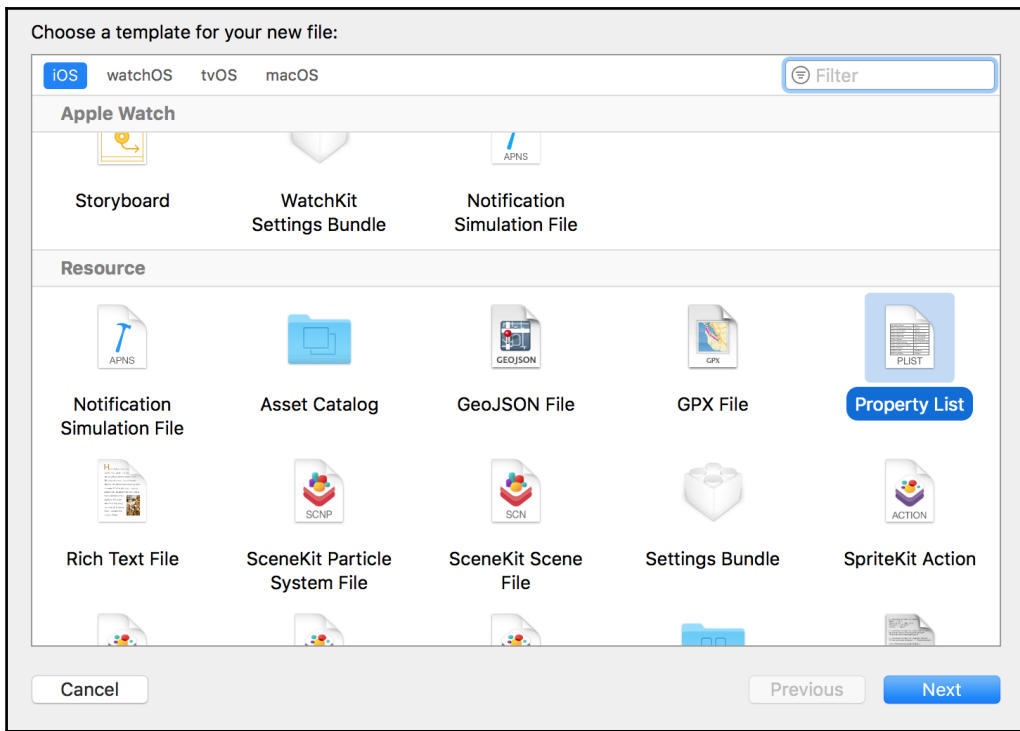 Choose a template for your new file:
iOS watchOS tvOS macOS Filter
Apple Watch
APNS
Storyboard WatchKit Notification
Settings Bundle Simulation File
Resource
APNS GEOJSON GPX PLIST
Notification Asset Catalog GeoJSON File GPX File Property List
Simulation File
SCNP SCN ACTION
Rich Text File SceneKit Particle SceneKit Scene Settings Bundle SpriteKit Action
System File File
Cancel Previous Next